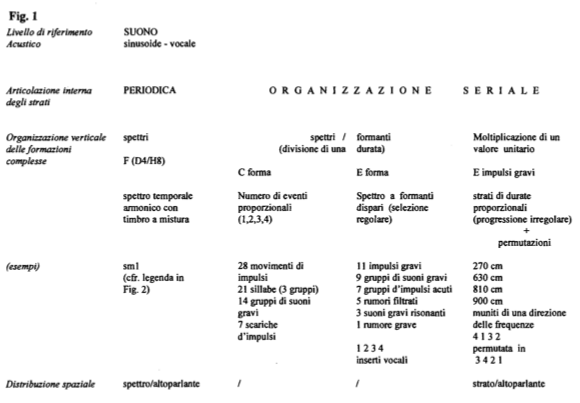 Fig. 1
Livello di riferimento SUONO
Acustico sinusoide - vocale
Articolazione interna PERIODICA O R G A N I Z Z A Z I O N E S E R I A L E
degli strati
Organizzazione verticale spettri spettri / formanti Moltiplicazione di un
delle formazioni (divisione di una durata) valore unitario
complesse F (D4/H8)
C forma E forma E impulsi gravi
spettro temporale Numero di eventi Spettro a formanti strati di durate
armonico con proporzionali dispari (selezione proporzionali
timbro a mistura (1,2,3,4) regolare) (progressione irregolare)
+
permutazioni
(esempi) sm1 28 movimenti di 11 impulsi gravi 270 cm
(cfr. legenda in impulsi 9 gruppi di suoni gravi 630 cm
Fig. 2) 21 sillabe (3 gruppi) 7 gruppi d'impulsi acuti 810 cm
14 gruppi di suoni 5 rumori filtrati 900 cm
gravi 3 suoni gravi risonanti muniti di una direzione
7 scariche 1 rumore grave delle frequenze
d'impulsi 4 1 3 2
1 2 3 4 permutata in
inserti vocali 3 4 2 1
Distribuzione spaziale spettro/altoparlante / / strato/altoparlante